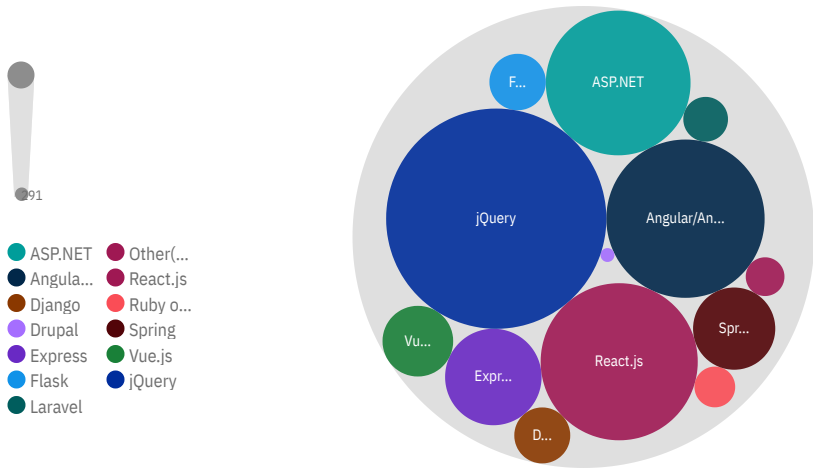 291
ASP.NET
Angula...
Django
Drupal
Express
Flask
Laravel
Other(...
React.js
Ruby o...
Spring
Vue.js
jQuery
F...
ASP.NET
jQuery
Angular/An...
Vu...
Expr...
React.js
Spr...
D...